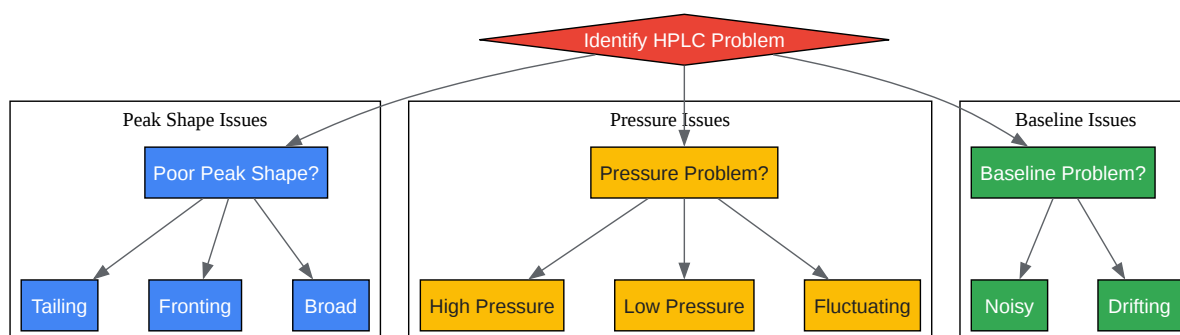 Identify HPLC Problem
Peak Shape Issues
Pressure Issues
Baseline Issues
Poor Peak Shape?
Pressure Problem?
Baseline Problem?
Tailing
Fronting
Broad
High Pressure
Low Pressure
Fluctuating
Noisy
Drifting